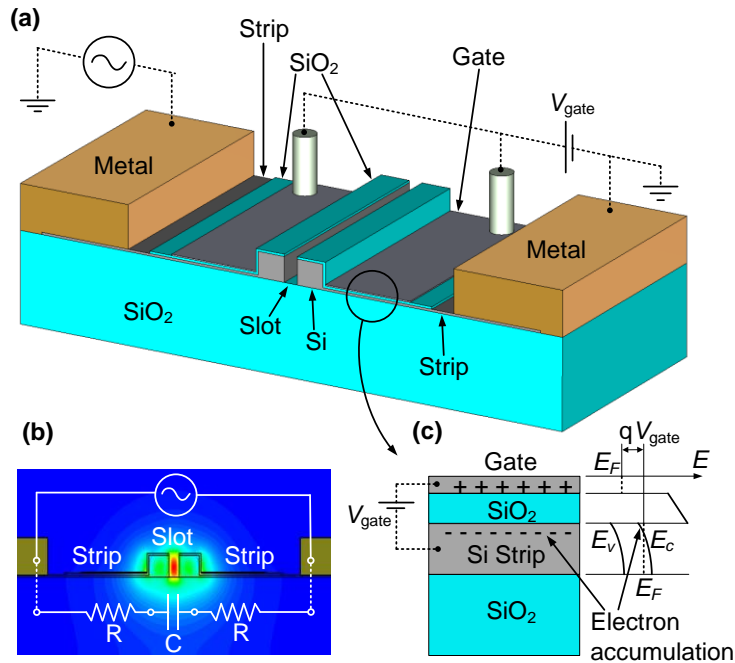 (a)
Strip
SiO2
Gate
Vgate
Metal
Metal
SiO2
Slot
Si
Strip
(b)
Slot
Strip
Strip
R
C
R
(c)
q Vgate
Gate
EF
E
+ + + + + +
Vgate
SiO2
- - - - - -
Ev
Ec
Si Strip
EF
SiO2
Electron
accumulation